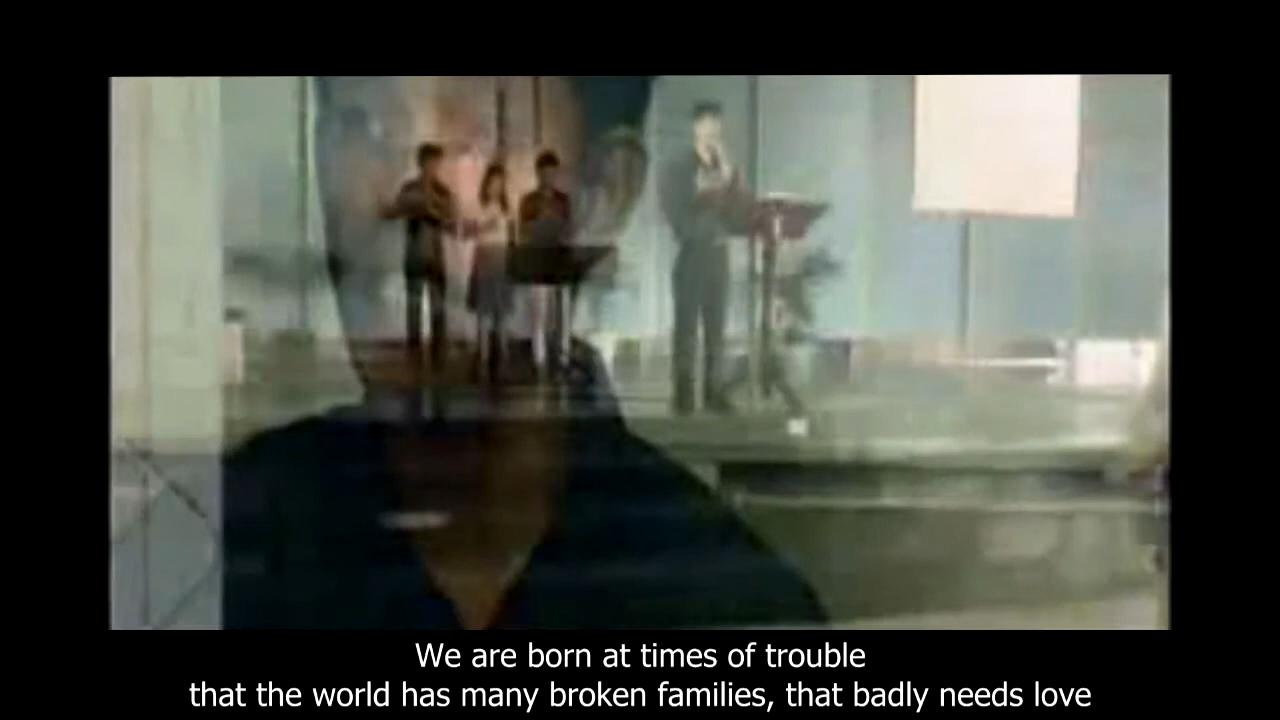 We are born at times of trouble
that the world has many broken families, that badly needs love